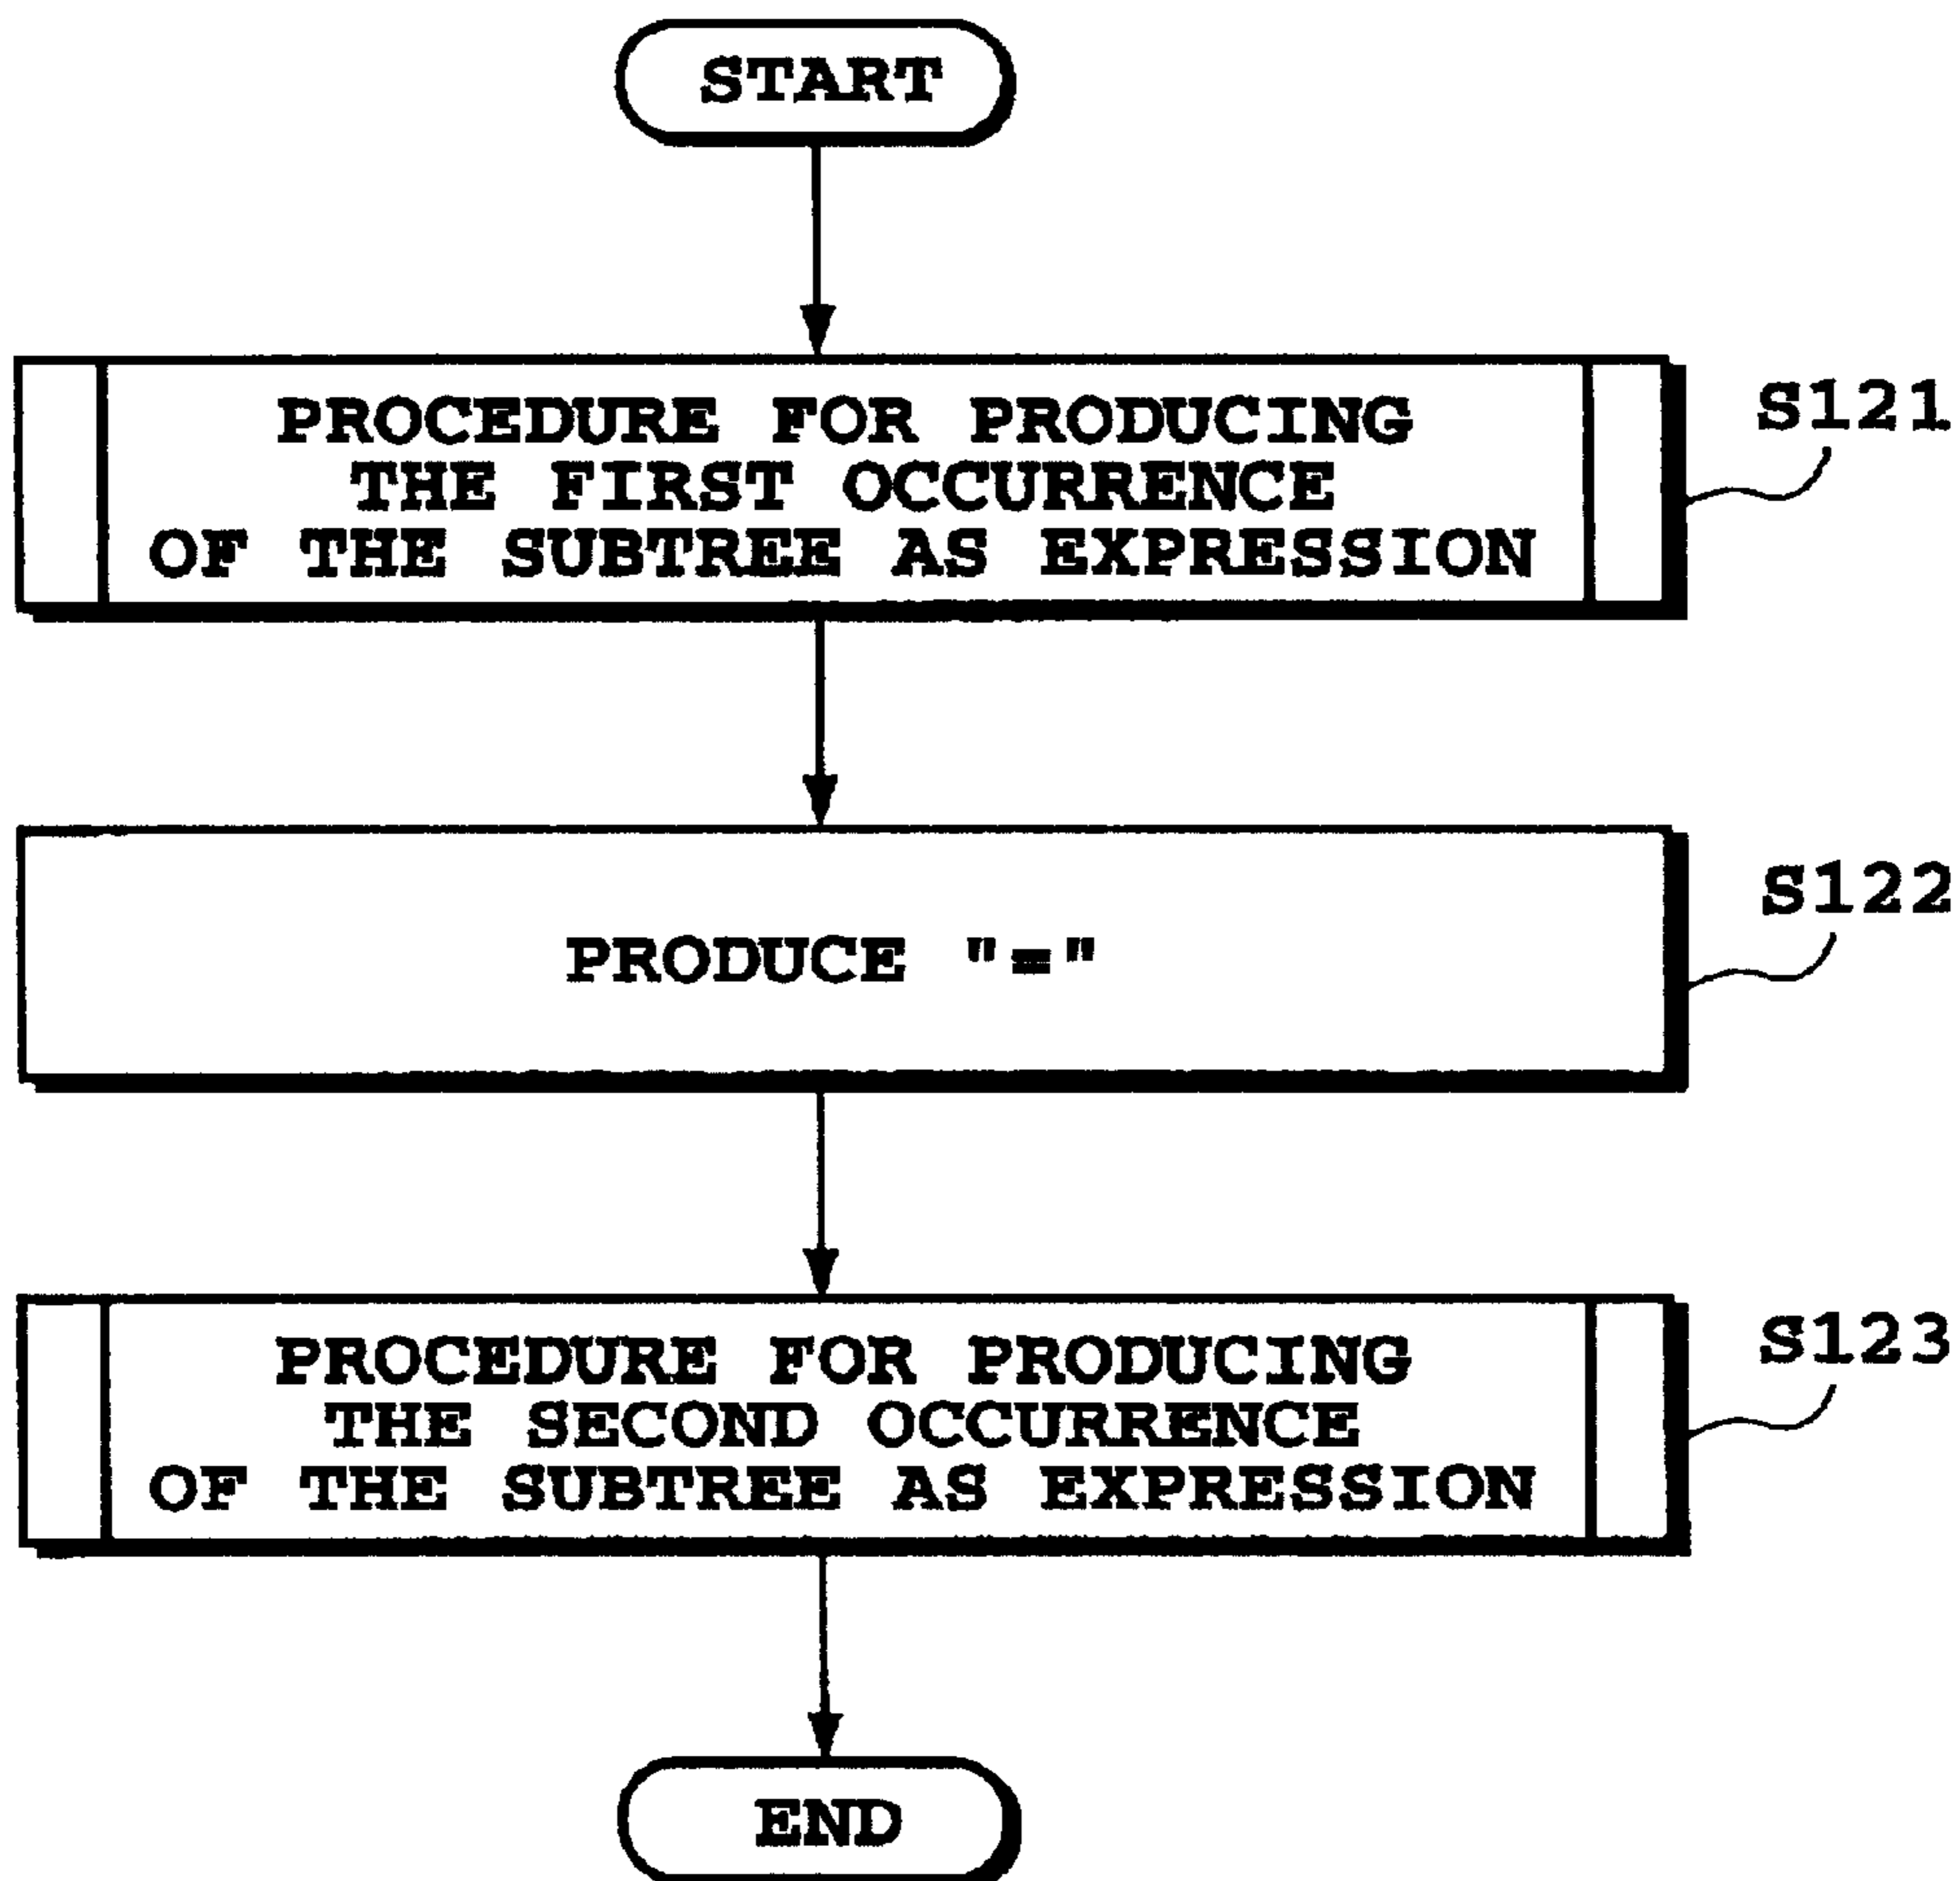 START
PROCEDURE FOR PRODUCING
THE FIRST OCCURRENCE
OF THE SUBTREE AS EXPRESSION
S121
PRODUCE "="
S122
PROCEDURE FOR PRODUCING
THE SECOND OCCURRENCE
OF THE SUBTREE AS EXPRESSION
S123
END